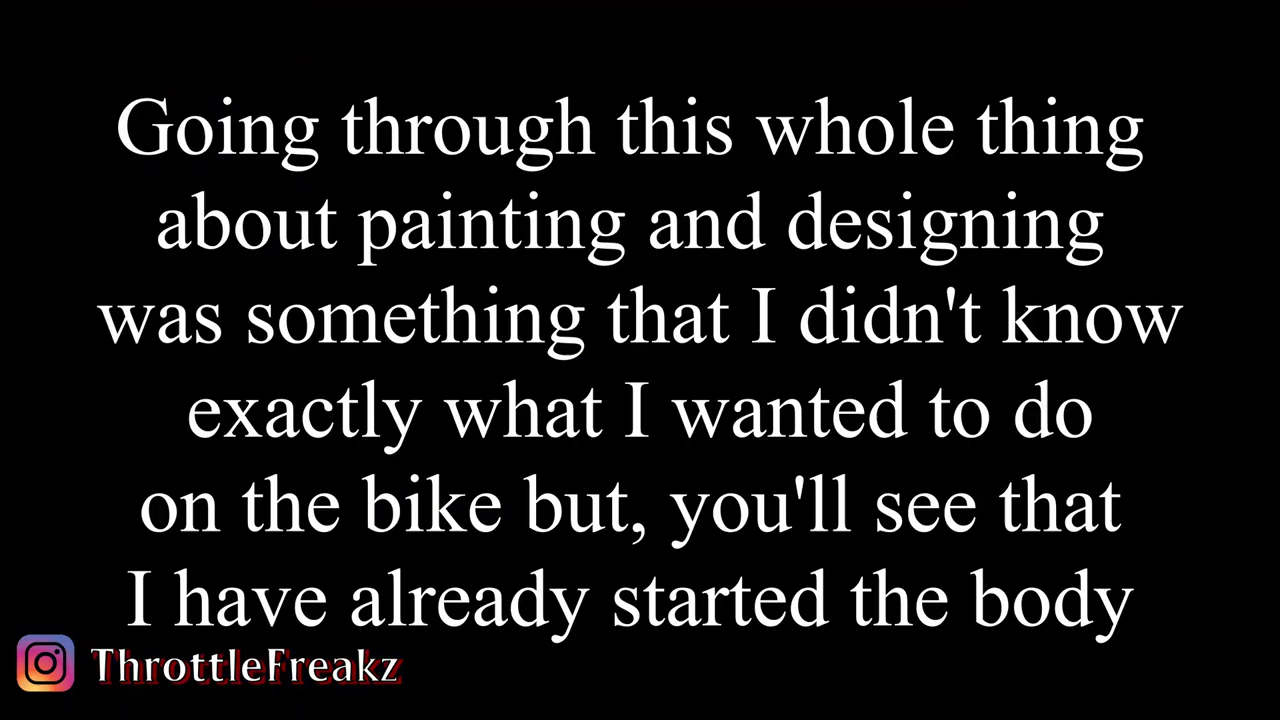 Going through this whole thing
about painting and designing
was something that I didn't know
exactly what I wanted to do
on the bike but, you'll see that
I have already started the body
ThrottleFreakz